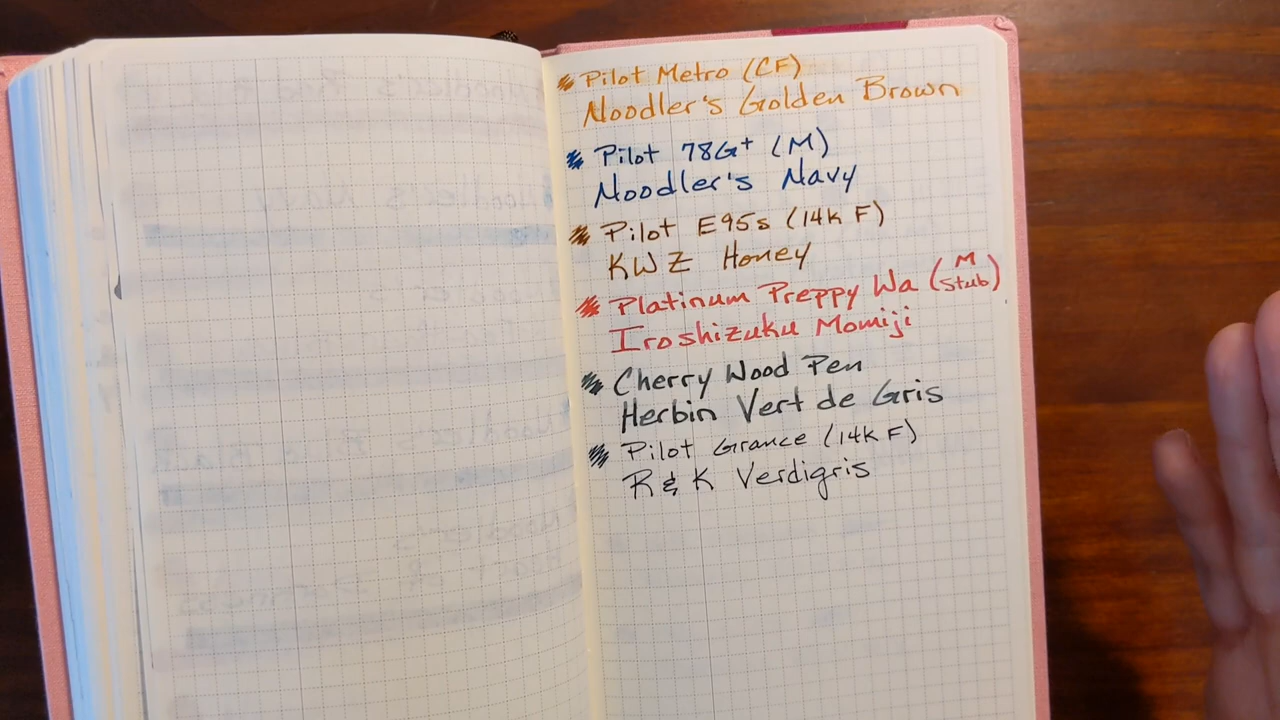 Pilot Metro (CF)
Noodler's Golden Brown
Pilot 78G+ (M)
Noodler's Navy
Pilot E95s (14k F)
KWZ Honey
Platinum Preppy Wa (M Stub)
Iroshizuku Momiji
Cherry Wood Pen
Herbin Vert de Gris
Pilot Grance (14k F)
R & K Verdigris